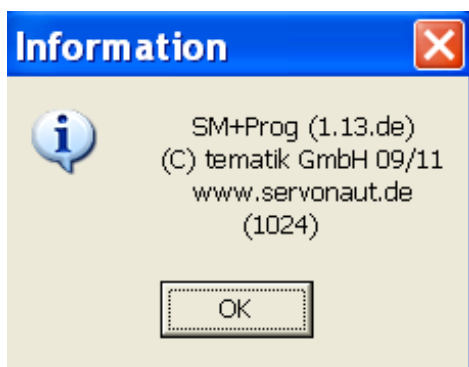 Information
SM+Prog (1.13.de)
(C) tematik GmbH 09/11
www.servonaut.de
(1024)
OK